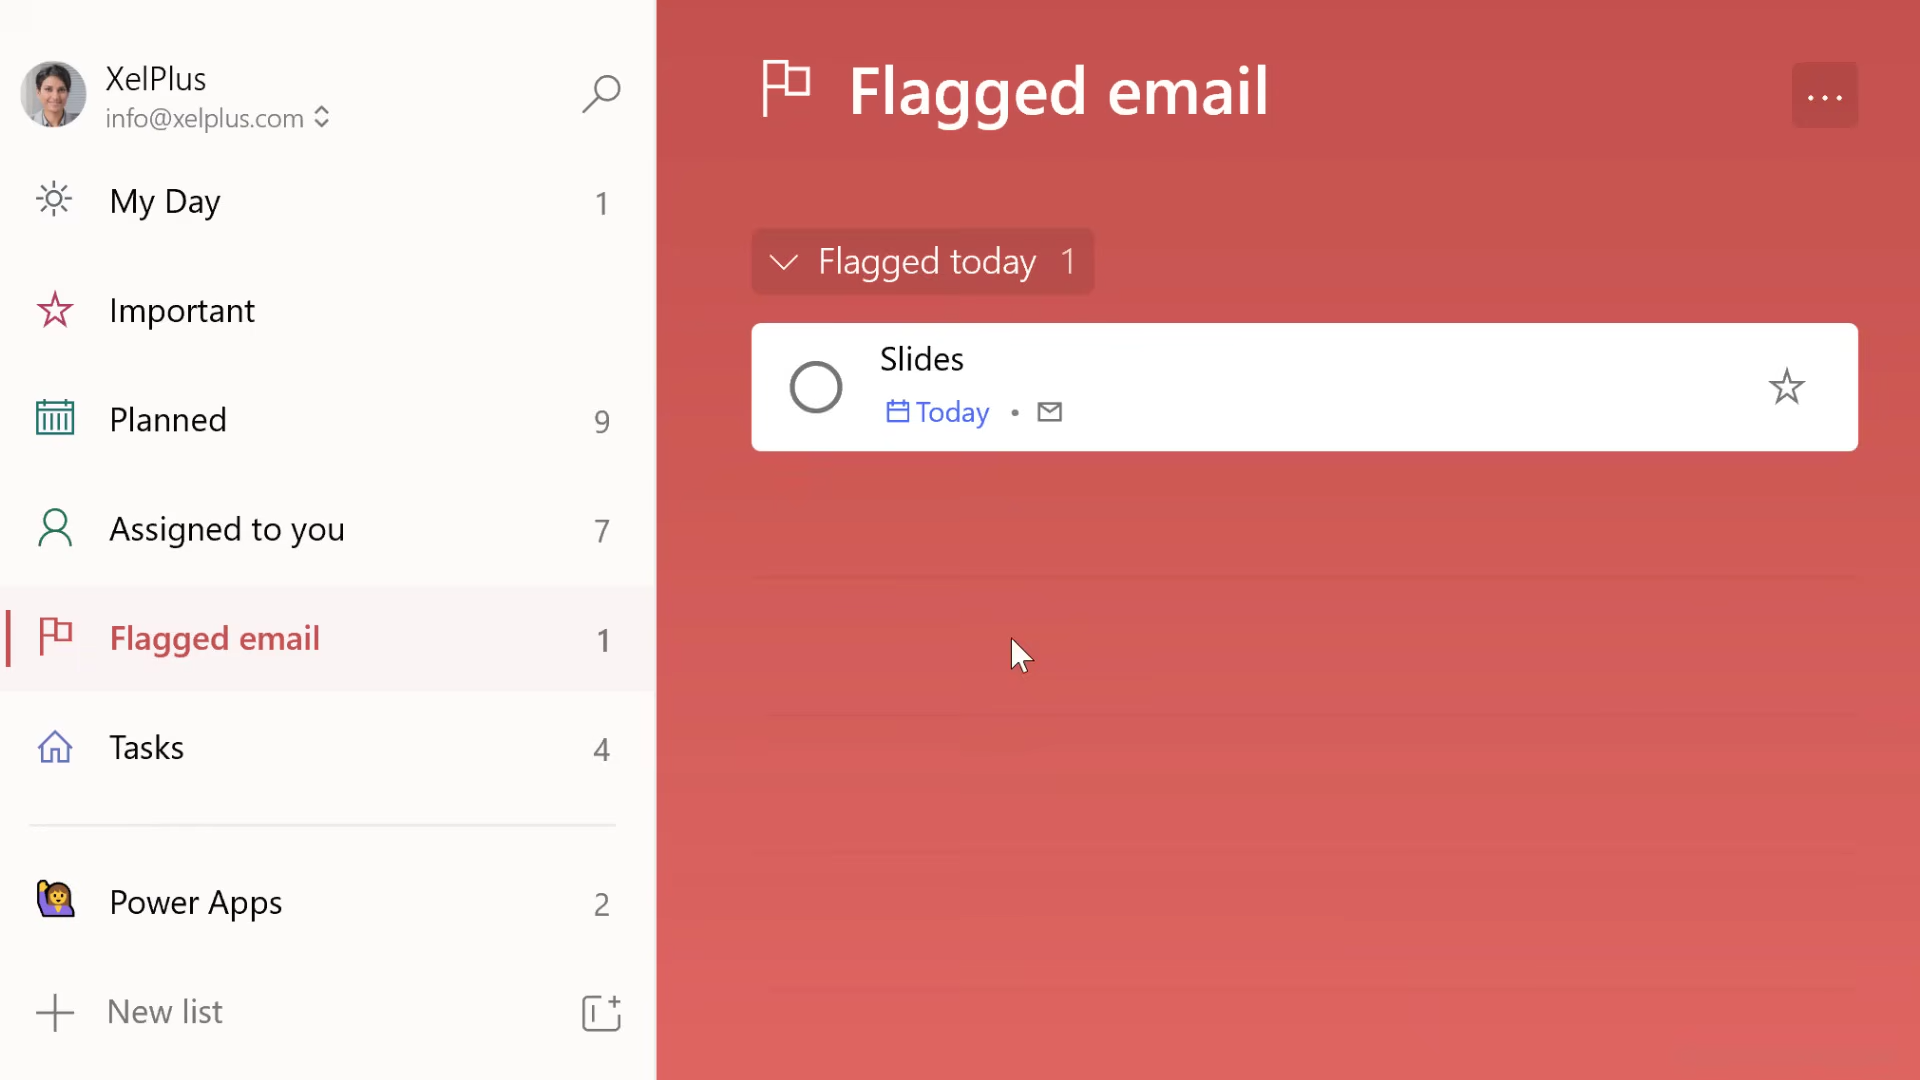 XelPlus
info@xelplus.com
My Day 1
Important
Planned 9
Assigned to you 7
Flagged email 1
Tasks 4
Power Apps 2
New list
Flagged email
Flagged today 1
Slides
Today